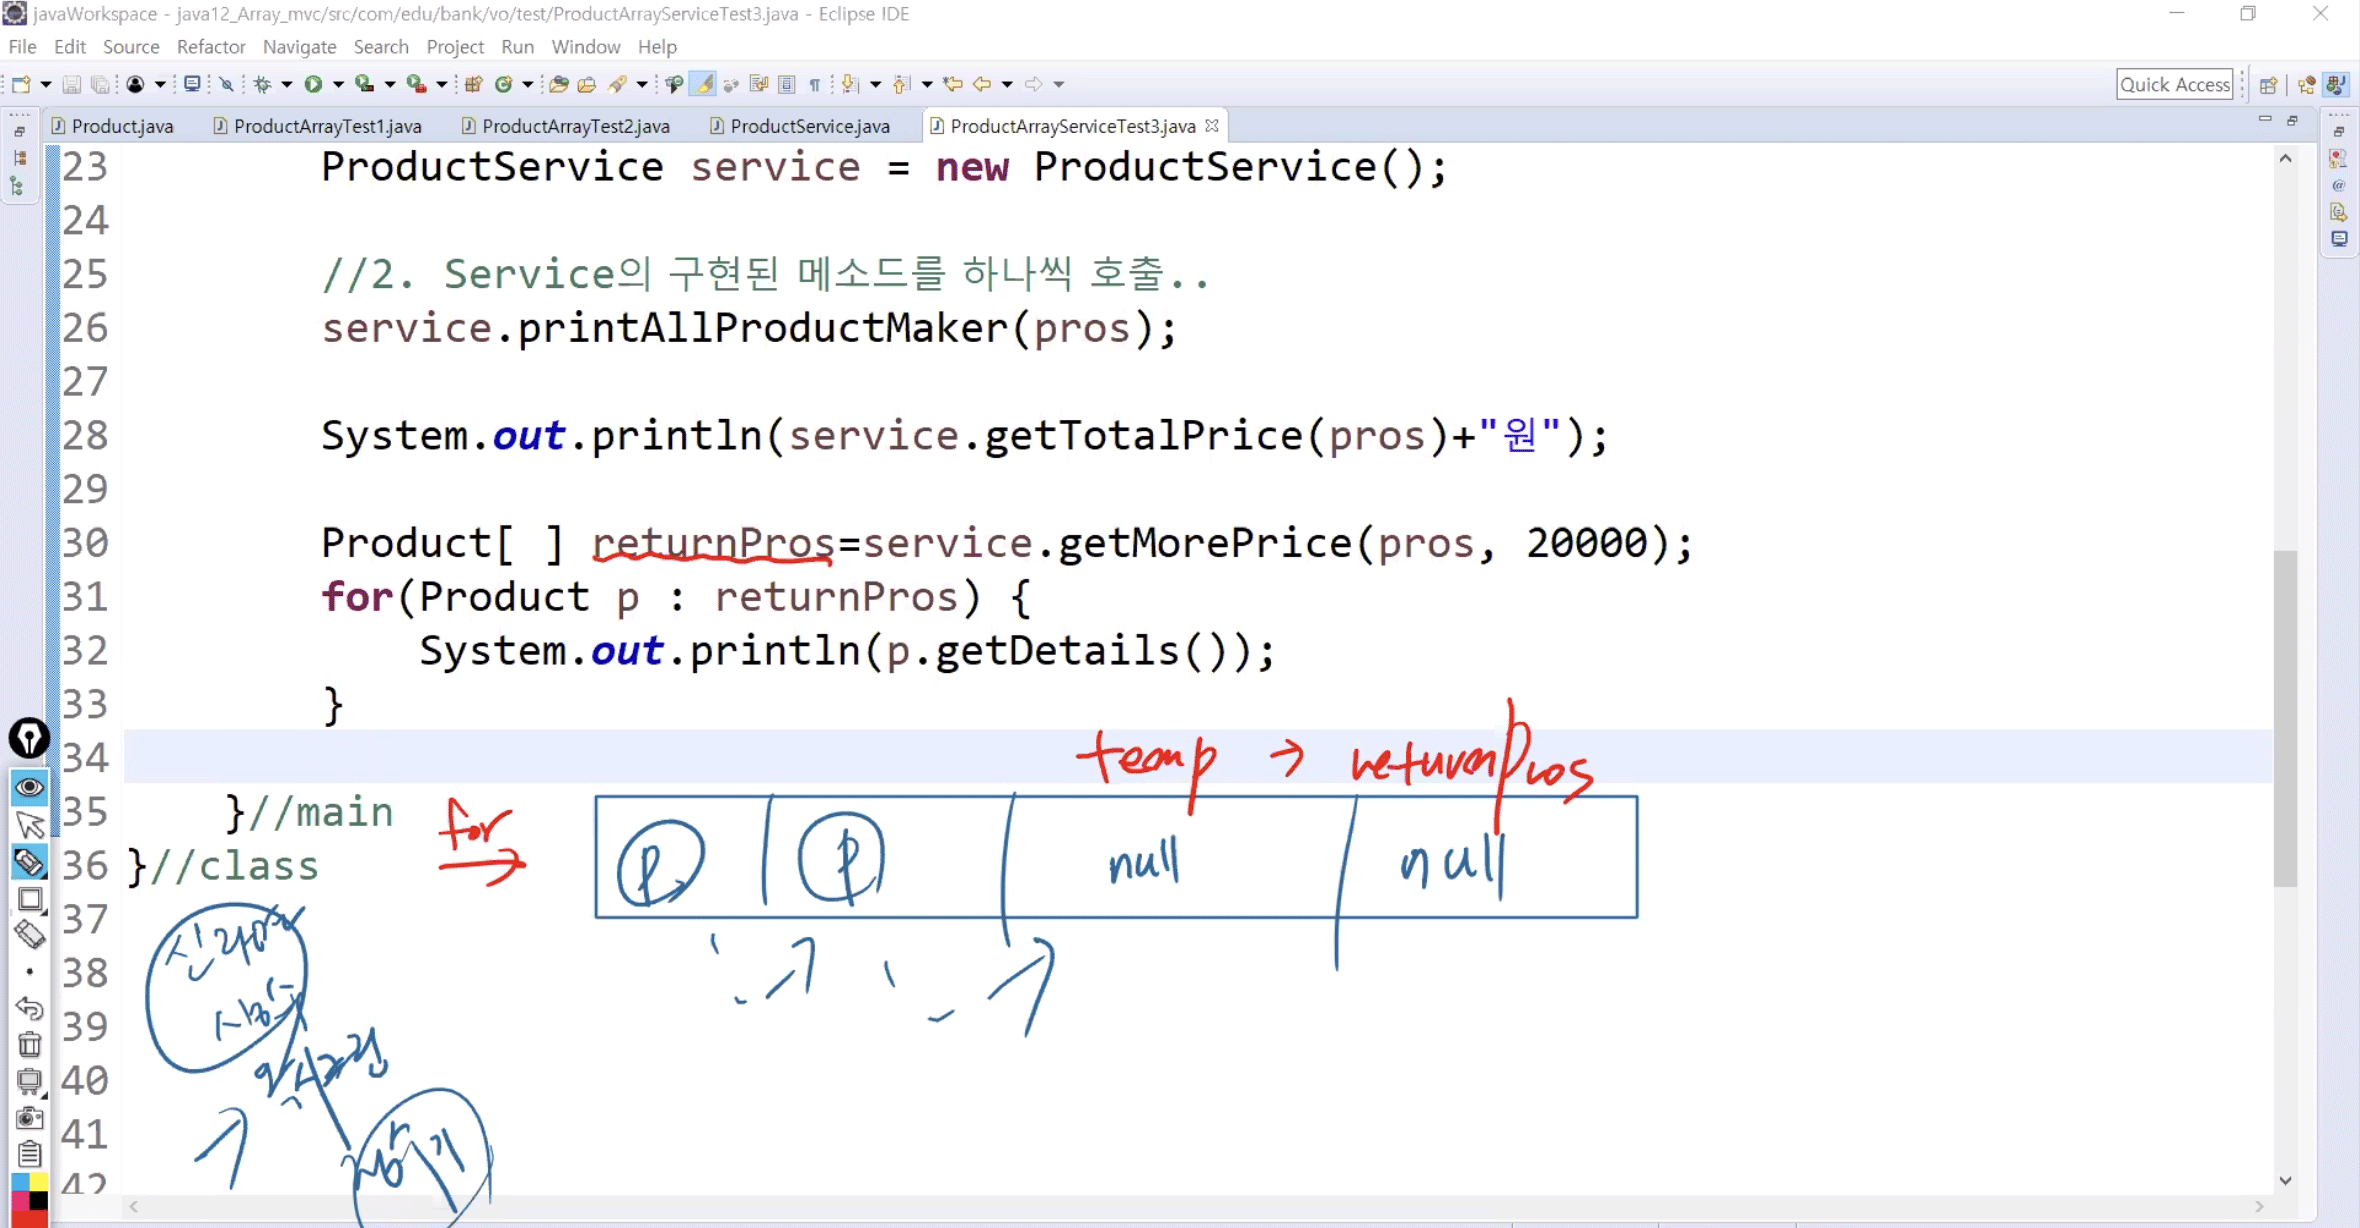 javaWorkspace - java12_Array_mvc/src/com/edu/bank/vo/test/ProductArrayServiceTest3.java - Eclipse IDE
File Edit Source Refactor Navigate Search Project Run Window Help
Quick Access
Product.java ProductArrayTest1.java ProductArrayTest2.java ProductService.java ProductArrayServiceTest3.java
23 ProductService service = new ProductService();
24
25 //2. Service의 구현된 메소드를 하나씩 호출..
26 service.printAllProductMaker(pros);
27
28 System.out.println(service.getTotalPrice(pros)+"원");
29
30 Product[ ] returnPros=service.getMorePrice(pros, 20000);
31 for(Product p : returnPros) {
32 System.out.println(p.getDetails());
33 }
34 temp → returnPros
35 }//main for
36 }//class P P null null
37
38
39
40
41
42